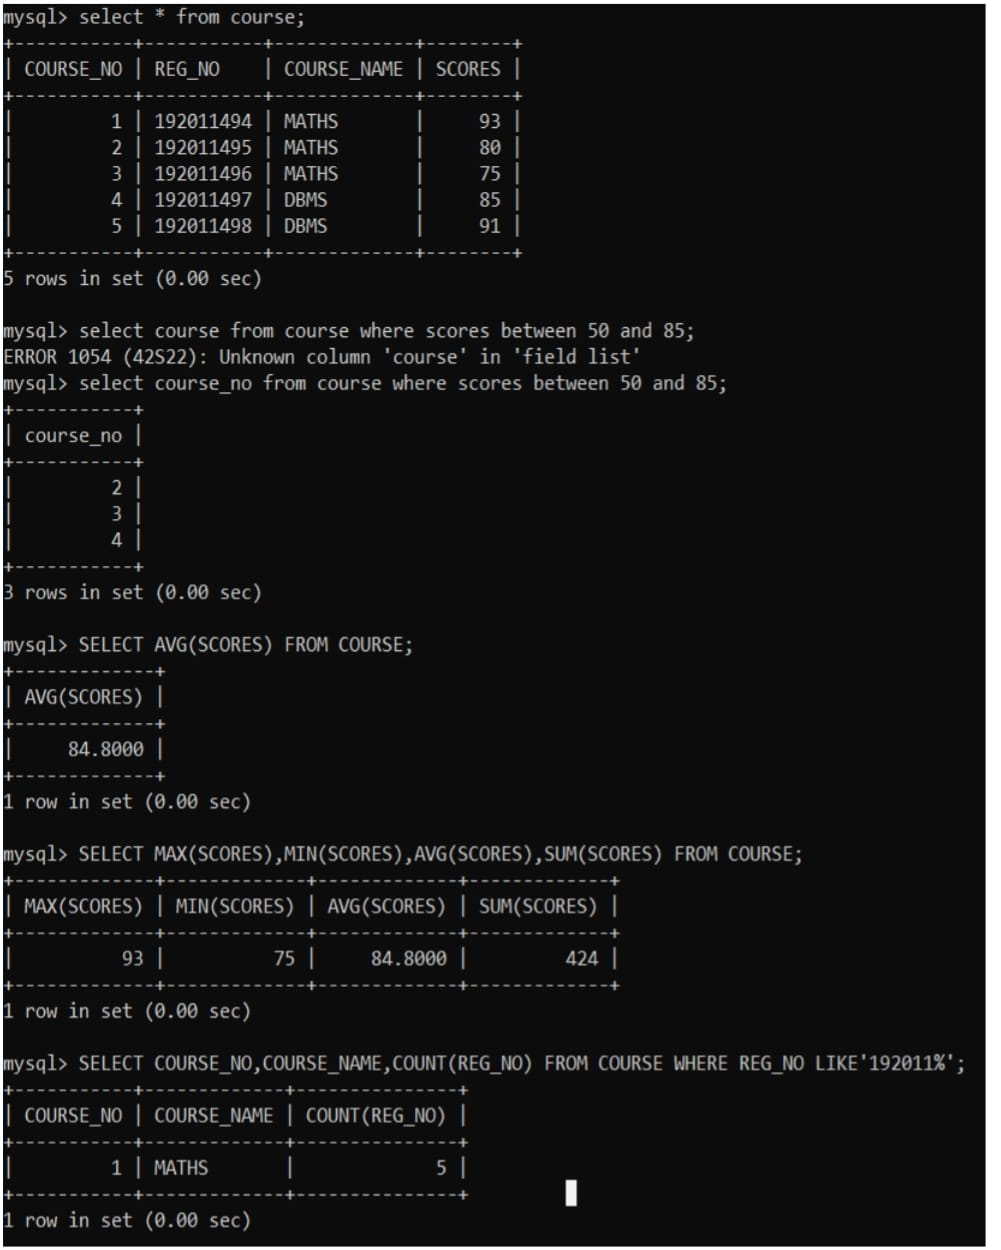 mysql> select * from course;
+-----------+-----------+-------------+--------+
| COURSE_NO | REG_NO    | COURSE_NAME | SCORES |
+-----------+-----------+-------------+--------+
|         1 | 192011494 | MATHS       |     93 |
|         2 | 192011495 | MATHS       |     80 |
|         3 | 192011496 | MATHS       |     75 |
|         4 | 192011497 | DBMS        |     85 |
|         5 | 192011498 | DBMS        |     91 |
+-----------+-----------+-------------+--------+
5 rows in set (0.00 sec)

mysql> select course from course where scores between 50 and 85;
ERROR 1054 (42S22): Unknown column 'course' in 'field list'
mysql> select course_no from course where scores between 50 and 85;
+-----------+
| course_no |
+-----------+
|         2 |
|         3 |
|         4 |
+-----------+
3 rows in set (0.00 sec)

mysql> SELECT AVG(SCORES) FROM COURSE;
+-------------+
| AVG(SCORES) |
+-------------+
|     84.8000 |
+-------------+
1 row in set (0.00 sec)

mysql> SELECT MAX(SCORES),MIN(SCORES),AVG(SCORES),SUM(SCORES) FROM COURSE;
+-------------+-------------+-------------+-------------+
| MAX(SCORES) | MIN(SCORES) | AVG(SCORES) | SUM(SCORES) |
+-------------+-------------+-------------+-------------+
|          93 |          75 |     84.8000 |         424 |
+-------------+-------------+-------------+-------------+
1 row in set (0.00 sec)

mysql> SELECT COURSE_NO,COURSE_NAME,COUNT(REG_NO) FROM COURSE WHERE REG_NO LIKE'192011%';
+-----------+-------------+---------------+
| COURSE_NO | COURSE_NAME | COUNT(REG_NO) |
+-----------+-------------+---------------+
|         1 | MATHS       |             5 |
+-----------+-------------+---------------+
1 row in set (0.00 sec)